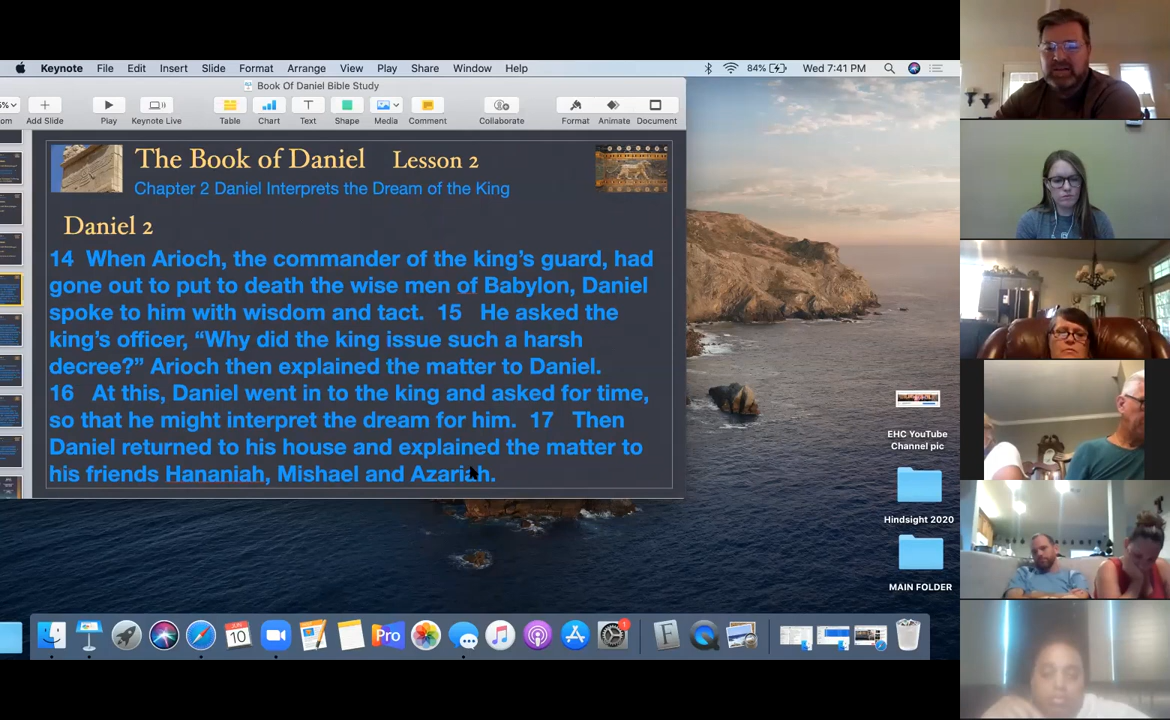 Keynote File Edit Insert Slide Format Arrange View Play Share Window Help 84% Wed 7:41 PM
Book Of Daniel Bible Study
Add Slide Play Keynote Live Table Chart Text Shape Media Comment Collaborate Format Animate Document
The Book of Daniel Lesson 2
Chapter 2 Daniel Interprets the Dream of the King
Daniel 2
14 When Arioch, the commander of the king’s guard, had
gone out to put to death the wise men of Babylon, Daniel
spoke to him with wisdom and tact. 15 He asked the
king’s officer, “Why did the king issue such a harsh
decree?” Arioch then explained the matter to Daniel.
16 At this, Daniel went in to the king and asked for time,
so that he might interpret the dream for him. 17 Then
Daniel returned to his house and explained the matter to
his friends Hananiah, Mishael and Azariah.
EHC YouTube
Channel pic
Hindsight 2020
MAIN FOLDER
JUN
10
Pro
1
F